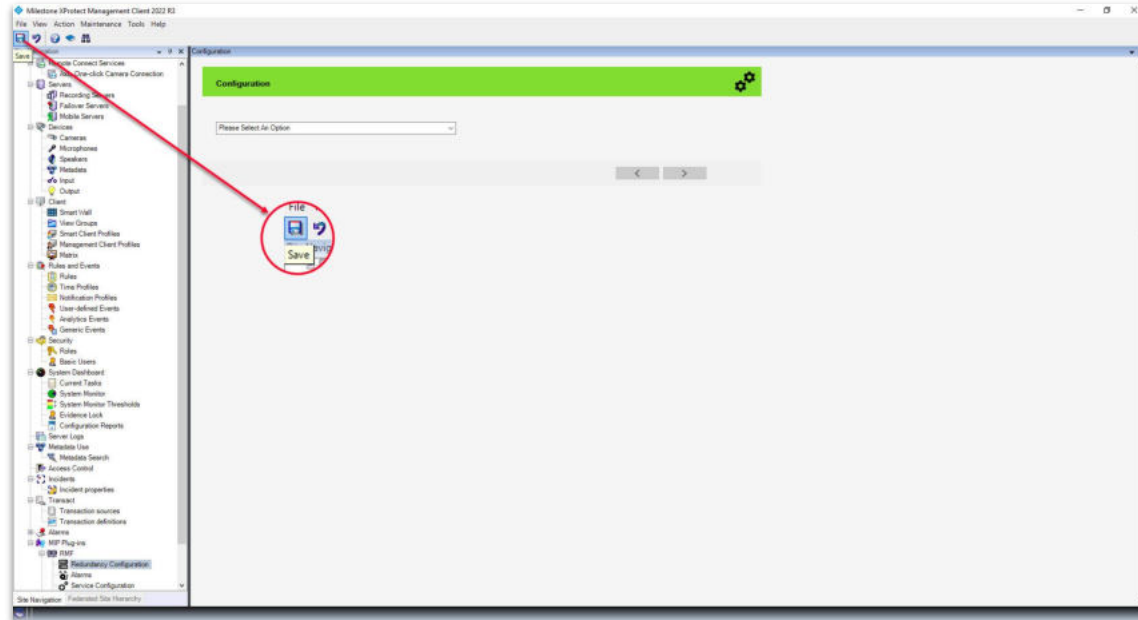 Milestone XProtect Management Client 2022 R3
File View Action Maintenance Tools Help
Save
Configuration
Remote Connect Services
Axis One-click Camera Connection
Servers
Recording Servers
Failover Servers
Mobile Servers
Devices
Cameras
Microphones
Speakers
Metadata
Input
Output
Client
Smart Wall
View Groups
Smart Client Profiles
Management Client Profiles
Matrix
Rules and Events
Rules
Time Profiles
Notification Profiles
User-defined Events
Analytics Events
Generic Events
Security
Roles
Basic Users
System Dashboard
Current Tasks
System Monitor
System Monitor Thresholds
Evidence Lock
Configuration Reports
Server Logs
Metadata Use
Metadata Search
Access Control
Incidents
Incident properties
Transact
Transaction sources
Transaction definitions
Alarms
MIP Plug-ins
RMF
Redundancy Configuration
Alarms
Service Configuration
Site Navigation Federated Site Hierarchy
Configuration
Please Select An Option
< >
File
Save